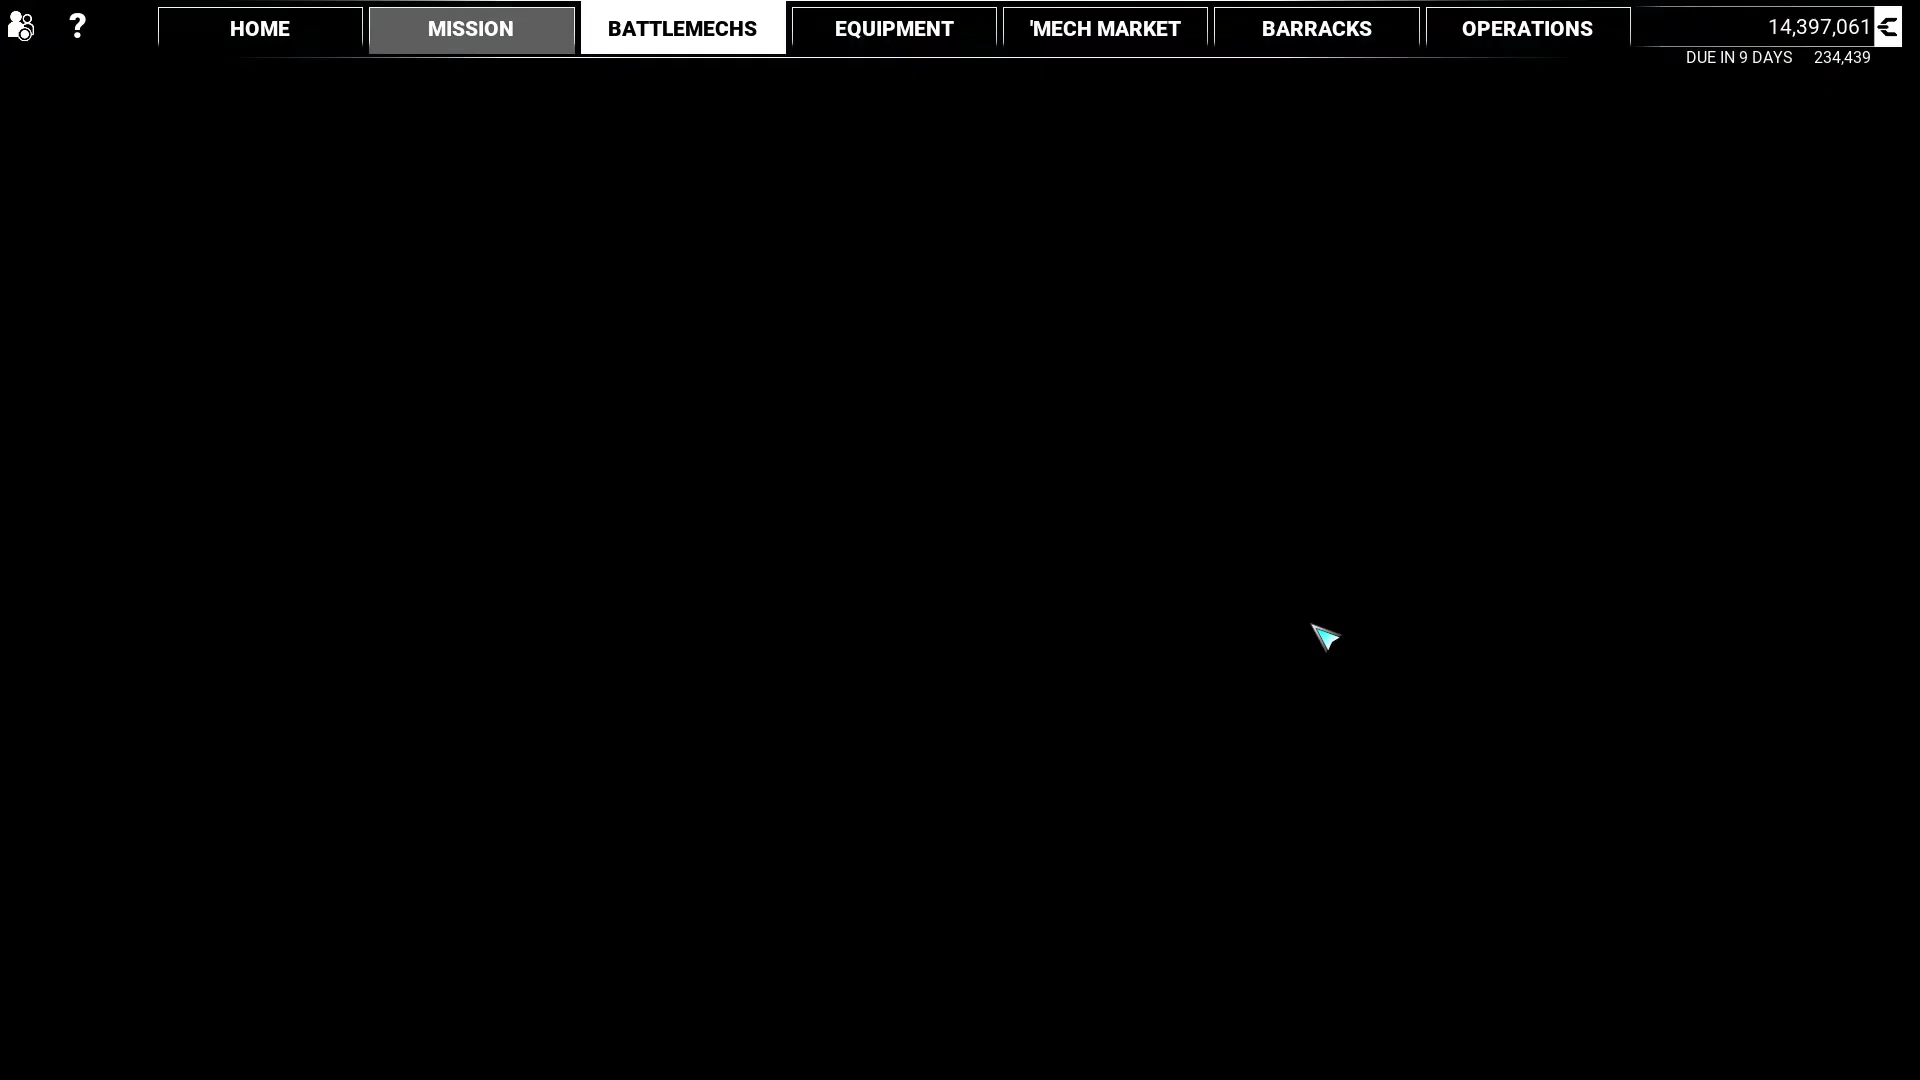 ?
HOME
MISSION
BATTLEMECHS
EQUIPMENT
'MECH MARKET
BARRACKS
OPERATIONS
14,397,061
DUE IN 9 DAYS 234,439